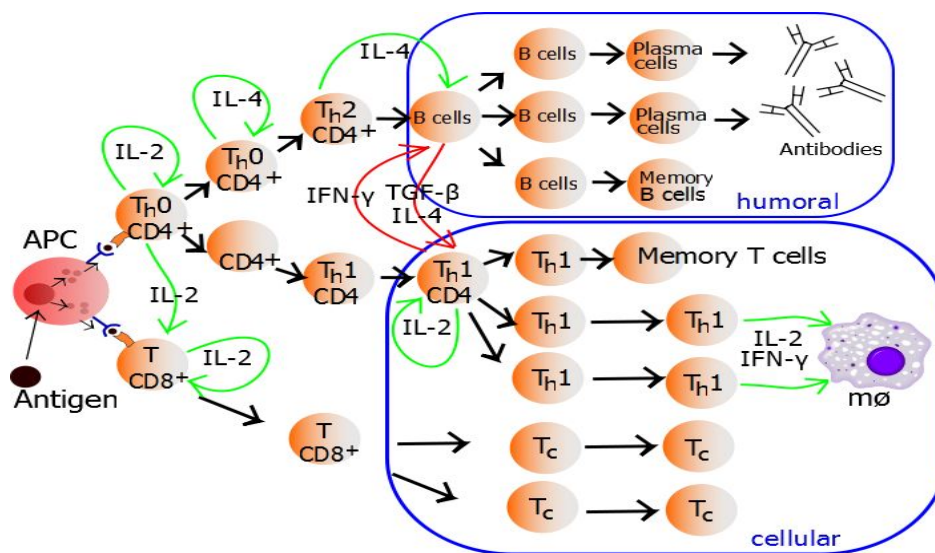 IL-4
B cells
Plasma
cells
IL-4
Th2
CD4+
B cells
B cells
Plasma
cells
Antibodies
IL-2
Th0
CD4+
IFN-γ
TGF-β
IL-4
B cells
Memory
B cells
humoral
Th0
CD4+
APC
CD4+
Th1
CD4
Th1
CD4
Th1
Memory T cells
IL-2
IL-2
Th1
Th1
IL-2
IFN-γ
T
CD8+
IL-2
Th1
Th1
mø
Antigen
T
CD8+
Tc
Tc
Tc
Tc
cellular